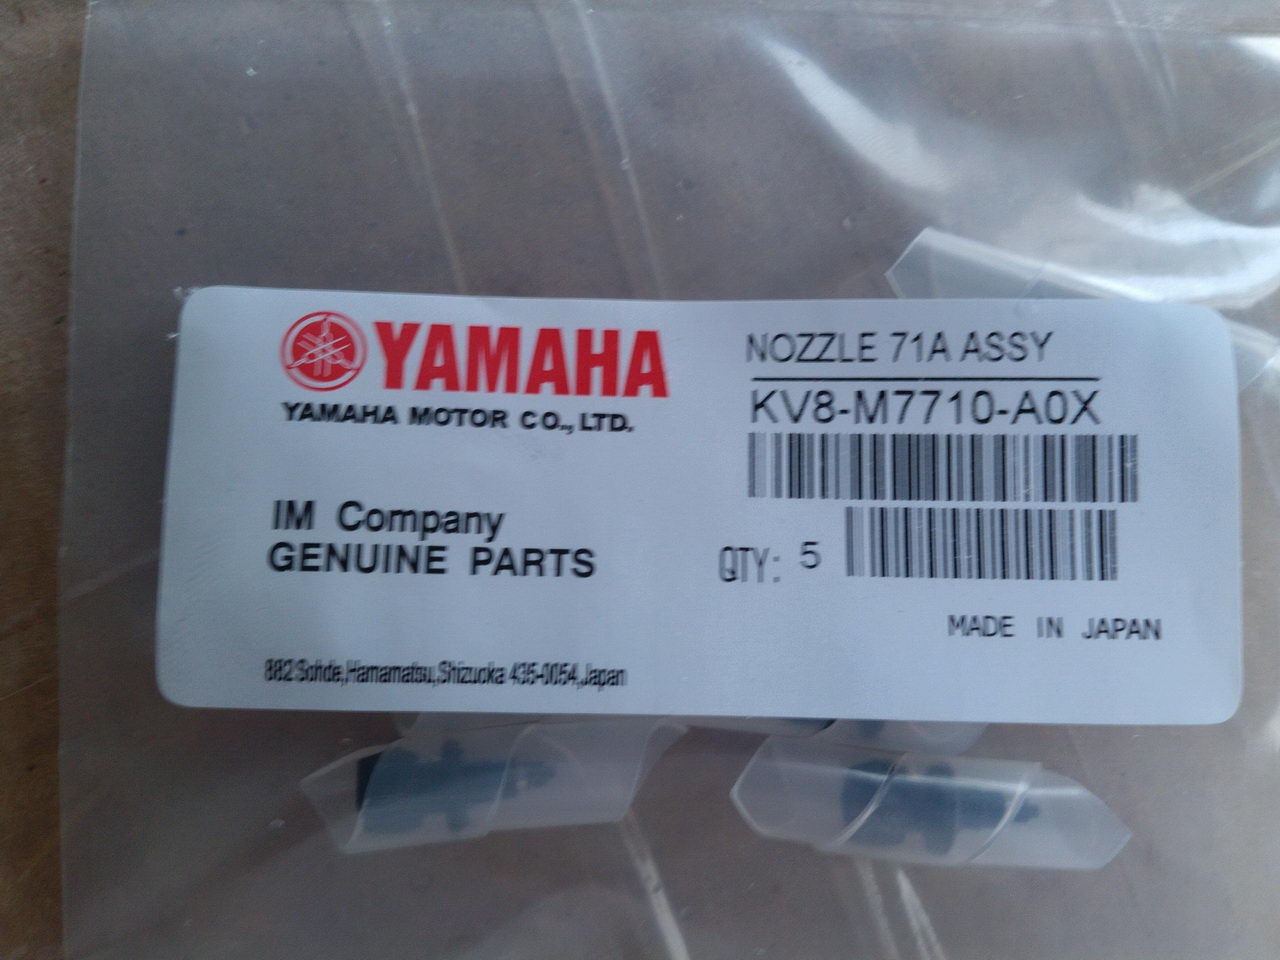 YAMAHA
YAMAHA MOTOR CO., LTD.
IM Company
GENUINE PARTS
882 Sohde,Hamamatsu,Shizuoka 435-0054,Japan
NOZZLE 71A ASSY
KV8-M7710-A0X
QTY: 5
MADE IN JAPAN